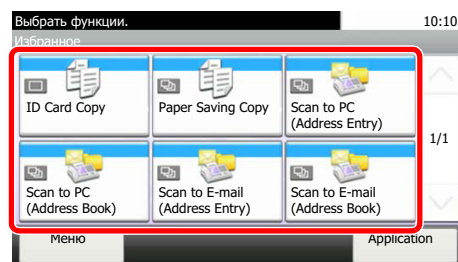 Выбрать функции. 10:10
Избранное
ID Card Copy
Paper Saving Copy
Scan to PC
(Address Entry)
1/1
Scan to PC
(Address Book)
Scan to E-mail
(Address Entry)
Scan to E-mail
(Address Book)
Меню
Application